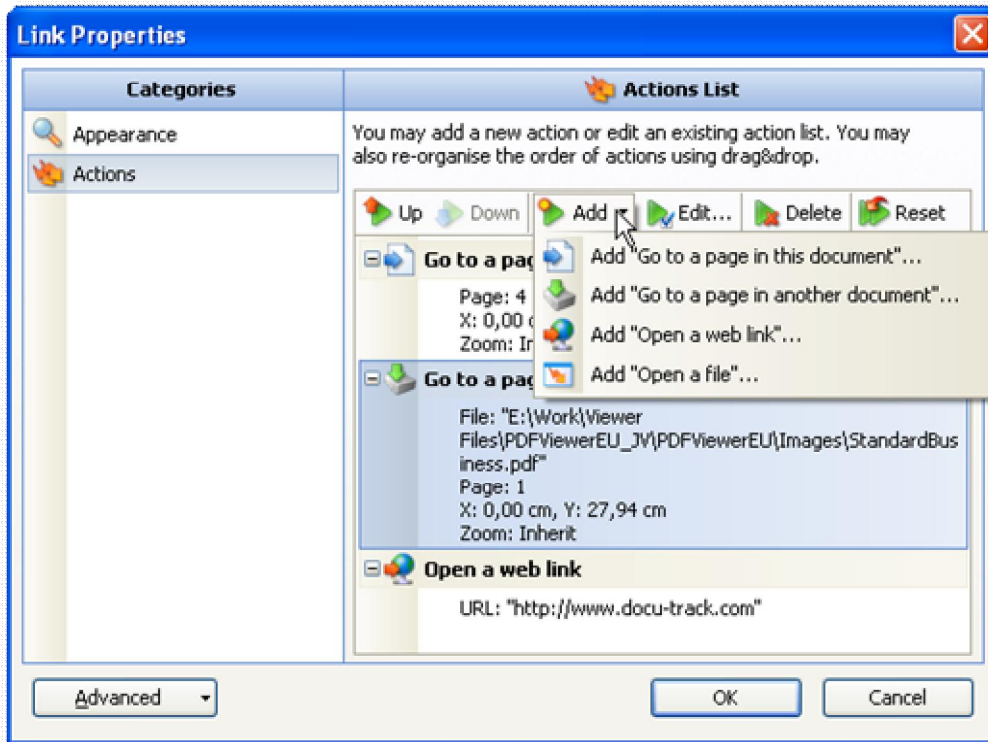 Link Properties
Categories
Appearance
Actions
Actions List
You may add a new action or edit an existing action list. You may
also re-organise the order of actions using drag&drop.
Up Down Add Edit... Delete Reset
Add "Go to a page in this document"...
Add "Go to a page in another document"...
Add "Open a web link"...
Add "Open a file"...
Go to a pag
Page: 4
X: 0,00
Zoom: In
Go to a pag
File: "E:\Work\Viewer
Files\PDFViewerEU_JV\PDFViewerEU\Images\StandardBus
iness.pdf"
Page: 1
X: 0,00 cm, Y: 27,94 cm
Zoom: Inherit
Open a web link
URL: "http://www.docu-track.com"
Advanced
OK
Cancel